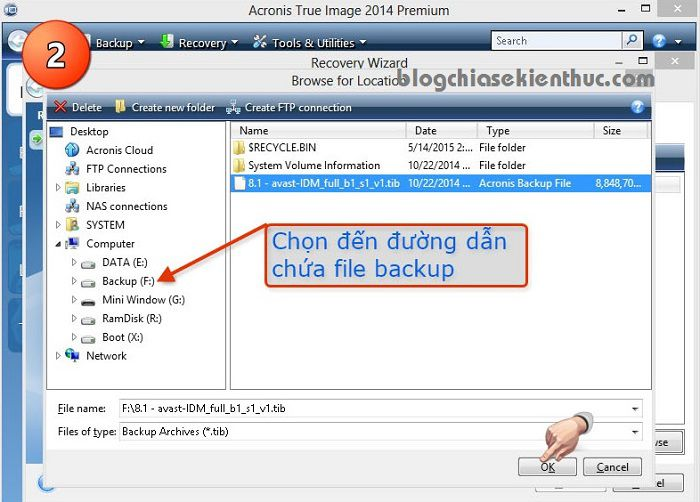 Acronis True Image 2014 Premium
2
Backup Recovery Tools & Utilities Search
Recovery Wizard
Browse for Location
blogchiasekienthuc.com
Delete Create new folder Create FTP connection
Desktop
Acronis Cloud
FTP Connections
Libraries
NAS connections
SYSTEM
Computer
DATA (E:)
Backup (F:)
Mini Window (G:)
RamDisk (R:)
Boot (X:)
Network
Name Date Type Size
$RECYCLE.BIN 5/14/2015 2:... File folder
System Volume Information 10/22/2014 ... File folder
8.1 - avast-IDM_full_b1_s1_v1.tib 10/22/2014 ... Acronis Backup File 8,848,70...
Chọn đến đường dẫn
chứa file backup
File name: F:\8.1 - avast-IDM_full_b1_s1_v1.tib
Files of type: Backup Archives (*.tib)
OK Cancel